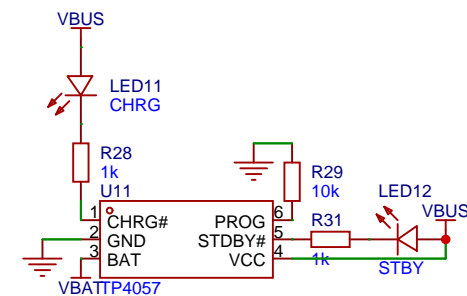 VBUS
LED11
CHRG
R28
1k
U11
R29
10k
LED12
VBUS
1 CHRG# PROG 6
R31
2 GND STDBY# 5
3 BAT VCC 4
1k
STBY
VBAT
TP4057